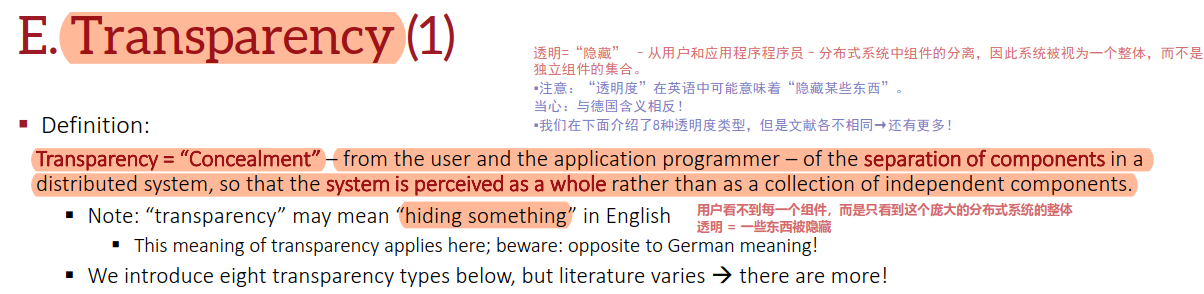 E. Transparency (1)
透明=“隐藏” – 从用户和应用程序程序员 – 分布式系统中组件的分离，因此系统被视为一个整体，而不是
独立组件的集合。
▪注意：“透明度”在英语中可能意味着“隐藏某些东西”。
当心：与德国含义相反！
▪我们在下面介绍了8种透明度类型，但是文献各不相同➔还有更多！
▪ Definition:
Transparency = “Concealment” – from the user and the application programmer – of the separation of components in a
distributed system, so that the system is perceived as a whole rather than as a collection of independent components.
▪ Note: “transparency” may mean “hiding something” in English
用户看不到每一个组件，而是只看到这个庞大的分布式系统的整体
透明 = 一些东西被隐藏
▪ This meaning of transparency applies here; beware: opposite to German meaning!
▪ We introduce eight transparency types below, but literature varies → there are more!